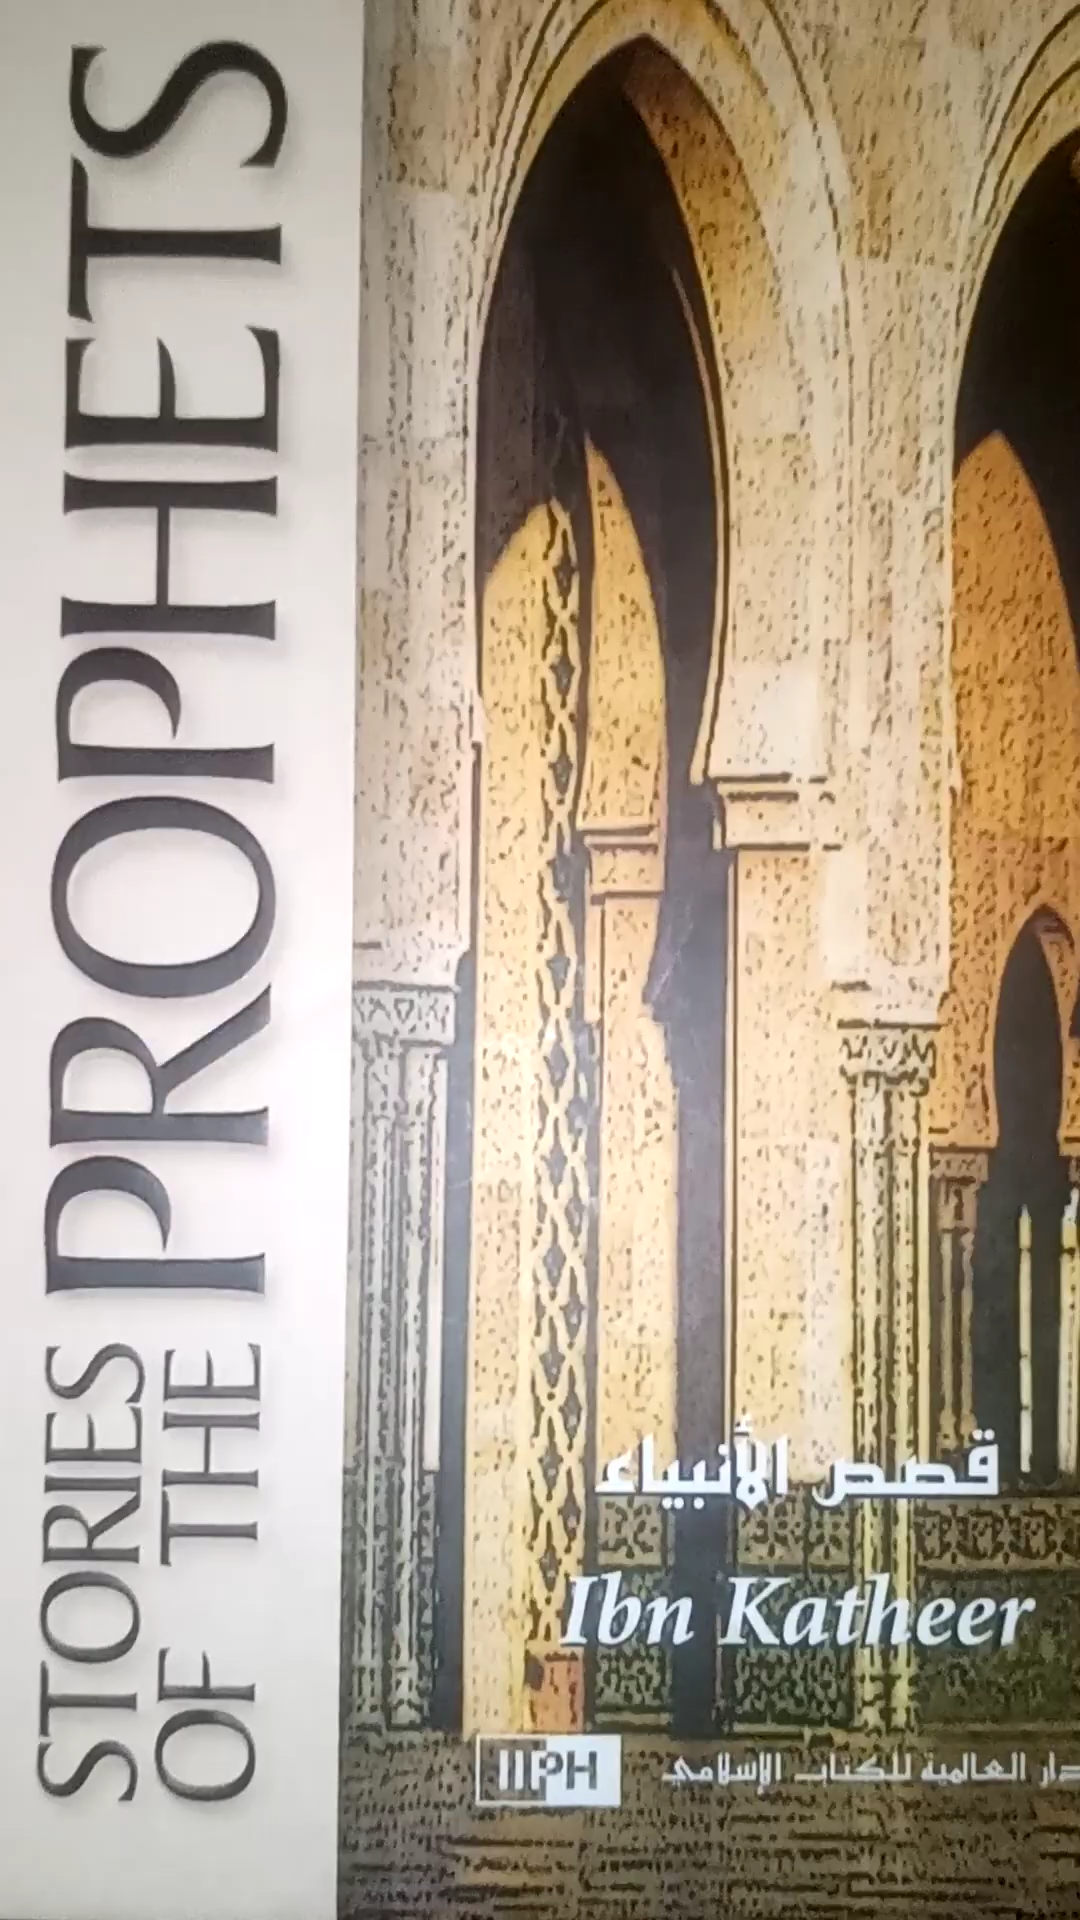 STORIES
OF THE
PROPHETS
قصص الأنبياء
Ibn Katheer
IIPH
دار العالمية للكتاب الإسلامي